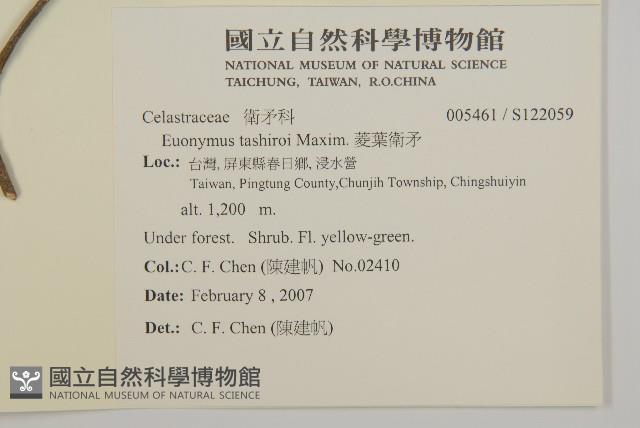 國立自然科學博物館
NATIONAL MUSEUM OF NATURAL SCIENCE
TAICHUNG, TAIWAN, R.O.CHINA
Celastraceae 衛矛科 005461 / S122059
Euonymus tashiroi Maxim. 菱葉衛矛
Loc.: 台灣, 屏東縣春日鄉, 浸水營
Taiwan, Pingtung County,Chunjih Township, Chingshuiyin
alt. 1,200 m.
Under forest. Shrub. Fl. yellow-green.
Col.: C. F. Chen (陳建帆) No.02410
Date: February 8 , 2007
Det.: C. F. Chen (陳建帆)
國立自然科學博物館
NATIONAL MUSEUM OF NATURAL SCIENCE